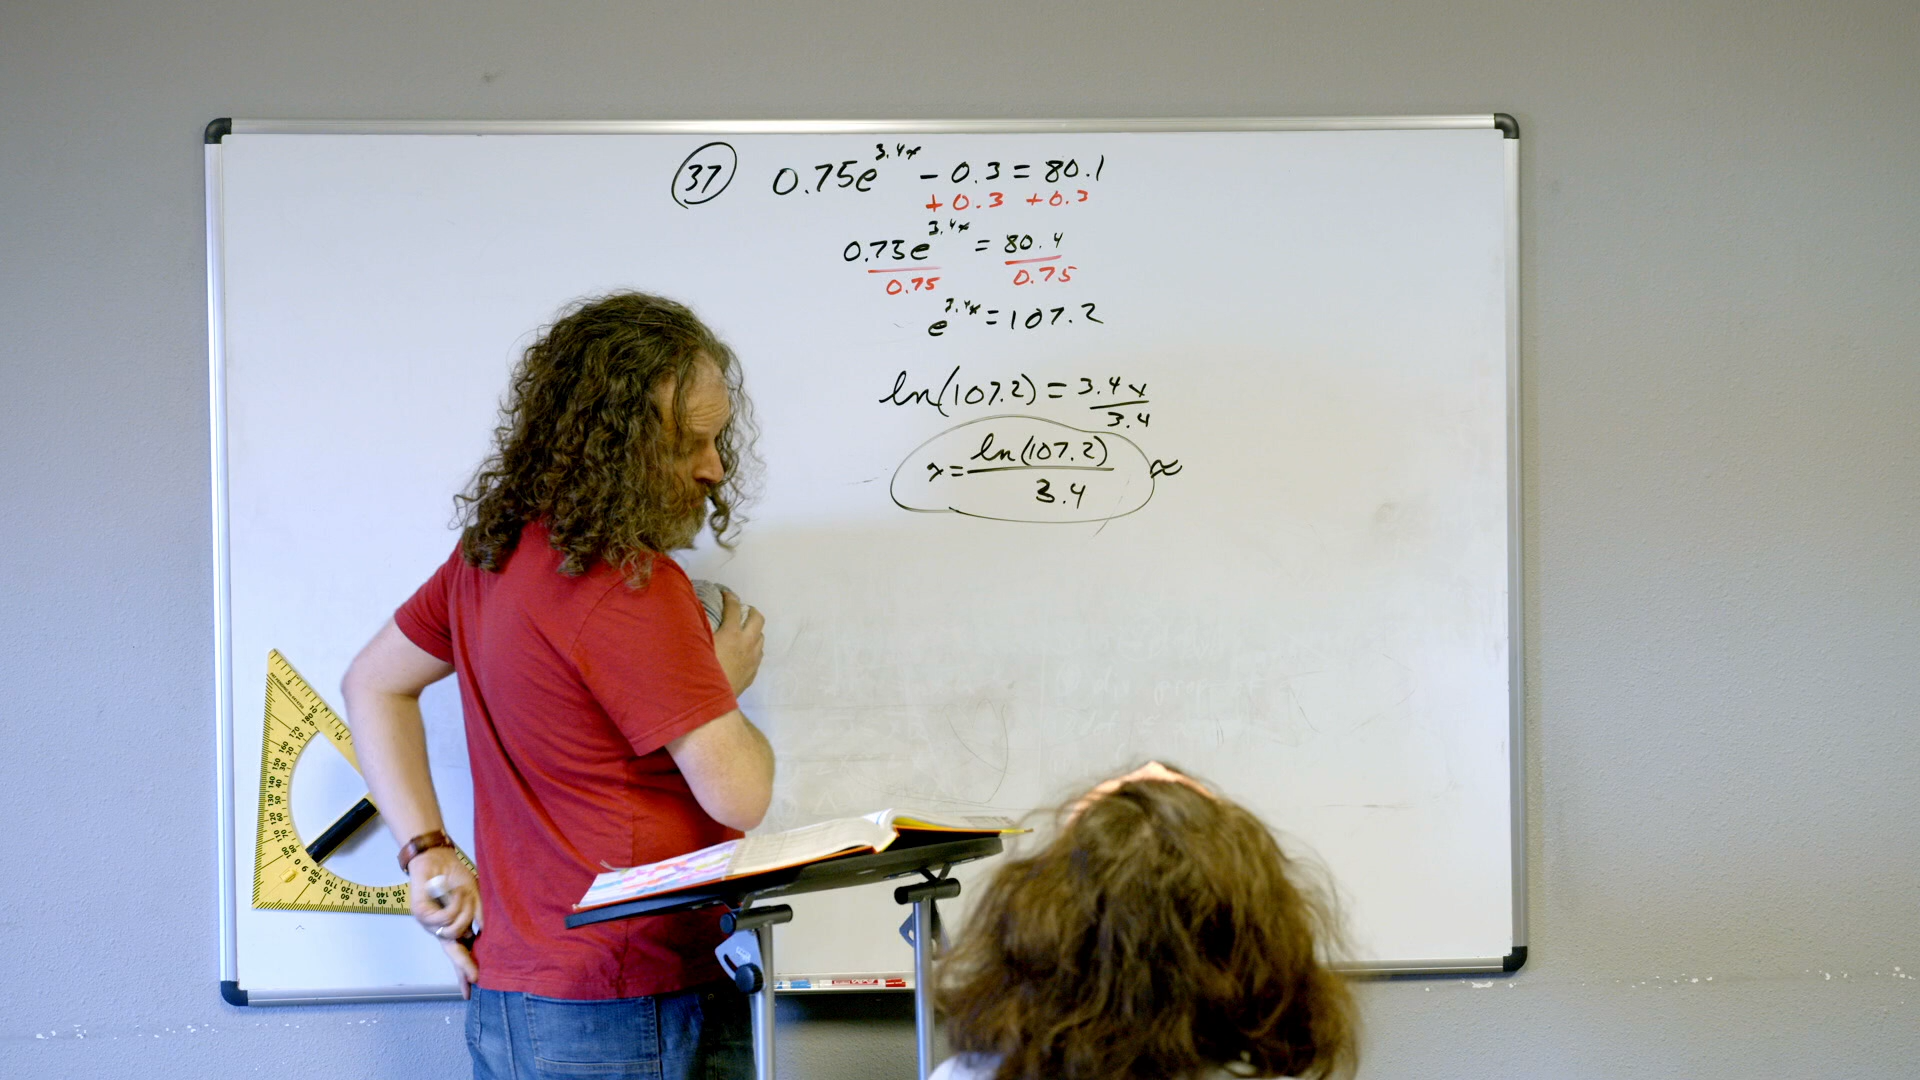 37 0.75e^3.4x - 0.3 = 80.1
+0.3 +0.3
0.75e^3.4x = 80.4
0.75 0.75
e^3.4x = 107.2
ln(107.2) = 3.4x
3.4
x = ln(107.2) ≈
3.4